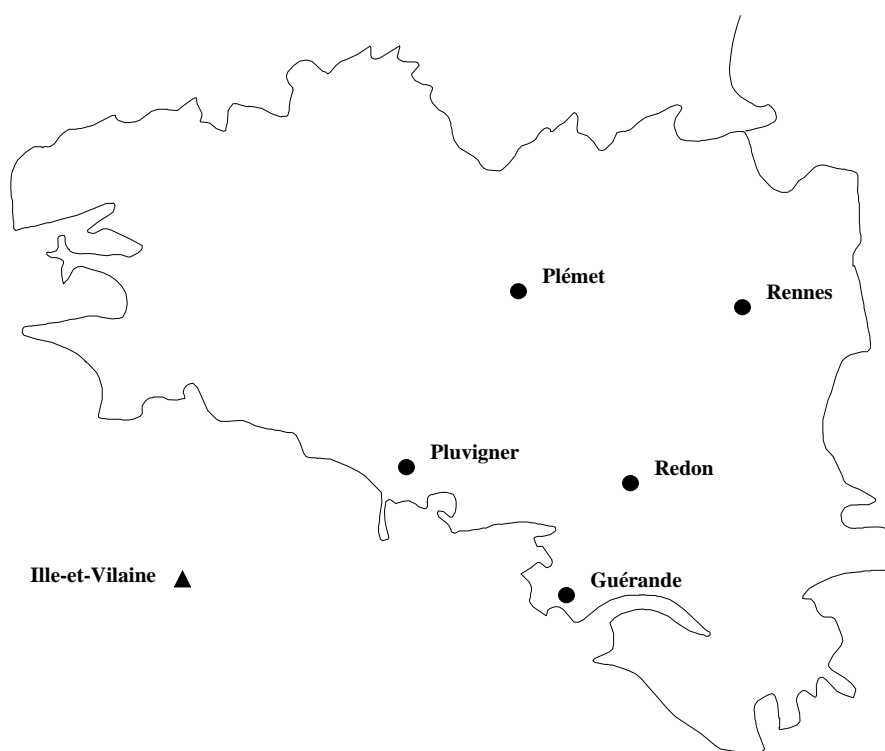 Plémet
Rennes
Pluvigner
Redon
Ille-et-Vilaine
Guérande